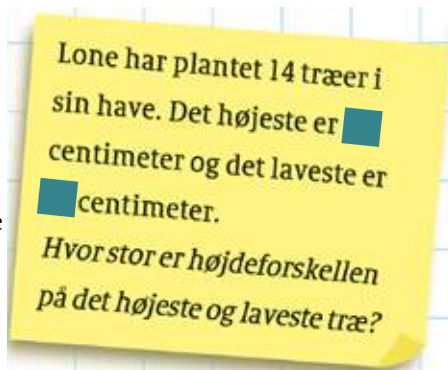 Lone har plantet 14 træer i
sin have. Det højeste er
centimeter og det laveste er
centimeter.
Hvor stor er højdeforskellen
på det højeste og laveste træ?
e